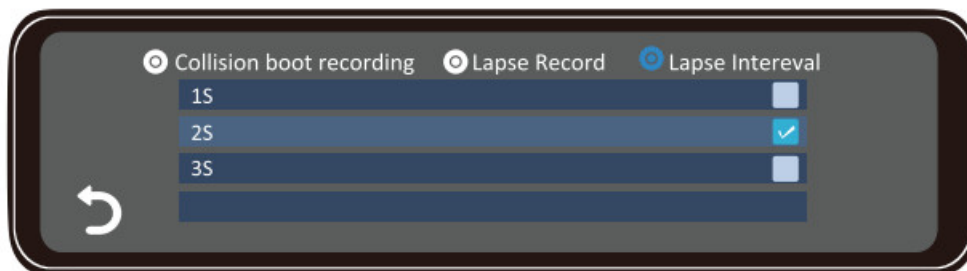 Collision boot recording Lapse Record Lapse Intereval
1S
2S
3S